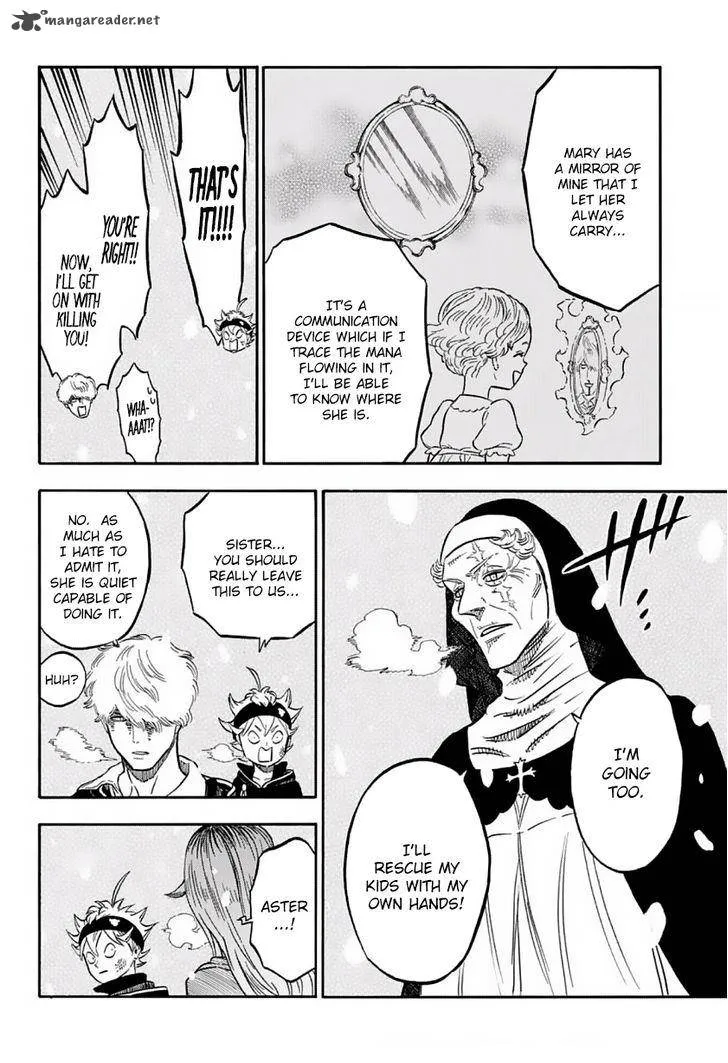 mangareader.net
MARY HAS
A MIRROR OF
MINE THAT I
LET HER
ALWAYS
CARRY...
IT'S A
COMMUNICATION
DEVICE WHICH IF I
TRACE THE MANA
FLOWING IN IT,
I'LL BE ABLE
TO KNOW WHERE
SHE IS.
THAT'S
IT!!!!
YOU'RE
RIGHT!!
NOW,
I'LL GET
ON WITH
KILLING
YOU!
WHA-
AAAT!?
I'M
GOING
TOO.
I'LL
RESCUE MY
KIDS WITH MY
OWN HANDS!
SISTER...
YOU SHOULD
REALLY LEAVE
THIS TO US...
NO. AS
MUCH AS
I HATE TO
ADMIT IT,
SHE IS QUIET
CAPABLE OF
DOING IT.
HUH?
ASTER
...!